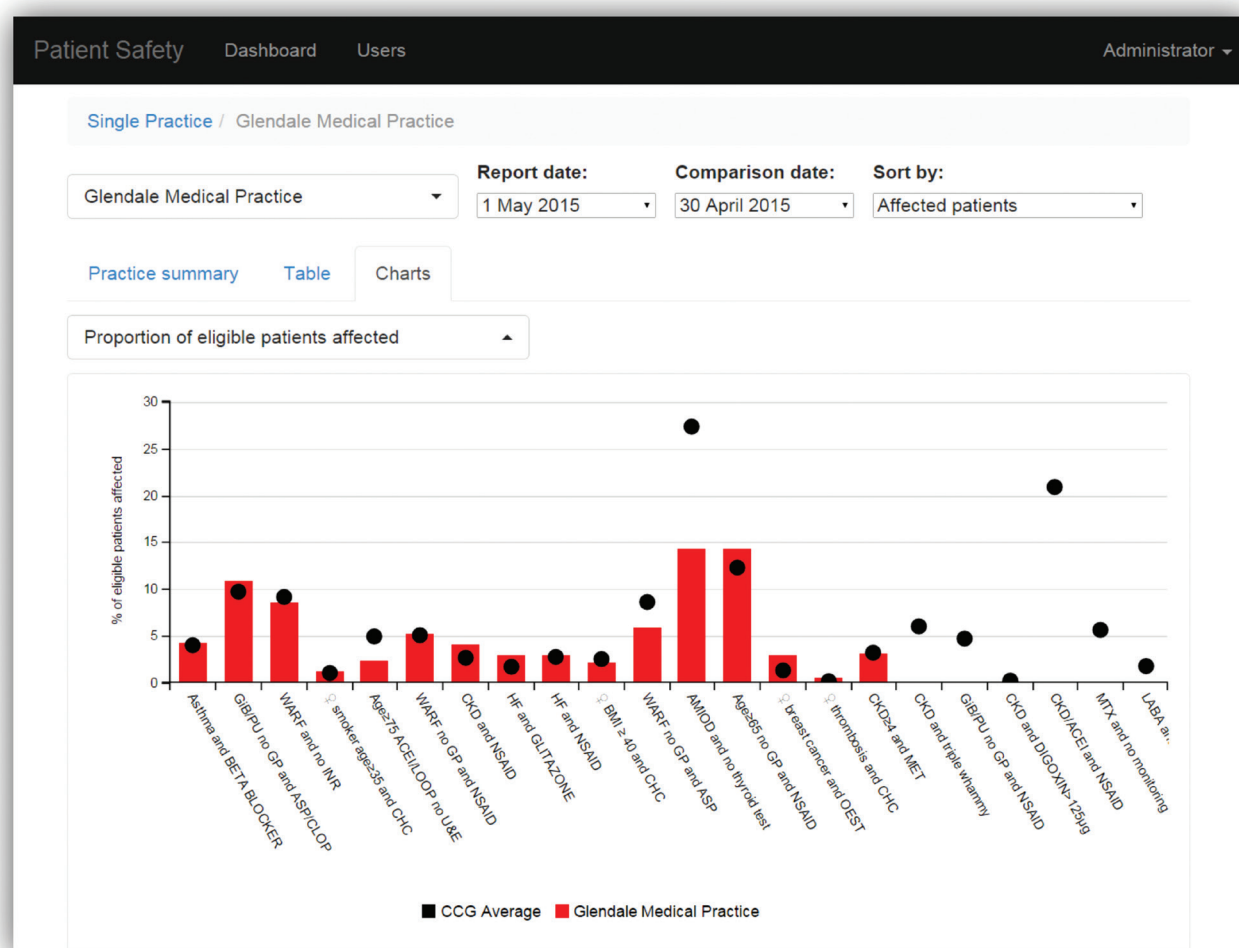 Patient Safety Dashboard Users Administrator
Single Practice / Glendale Medical Practice
Report date: Comparison date: Sort by:
Glendale Medical Practice 1 May 2015 30 April 2015 Affected patients
Practice summary Table Charts
Proportion of eligible patients affected
% of eligible patients affected
30
25
20
15
10
5
0
Asthma and BETA BLOCKER
GiB/PU no GP and ASP/CLOP
WARF and no INR
♀ smoker age≥35 and CHC
Age≥75 ACEI/LOOP no U&E
WARF no GP and NSAID
CKD and NSAID
HF and GLITAZONE
HF and NSAID
♀ BMI ≥ 40 and CHC
WARF no GP and ASP
AMIOD and no thyroid test
Age≥65 no GP and NSAID
♀ breast cancer and OEST
♀ thrombosis and CHC
CKD≥4 and MET
CKD and triple whammy
GiB/PU no GP and NSAID
CKD and DIGOXIN>125µg
CKD/ACEI and NSAID
MTX and no monitoring
LABA
CCG Average Glendale Medical Practice